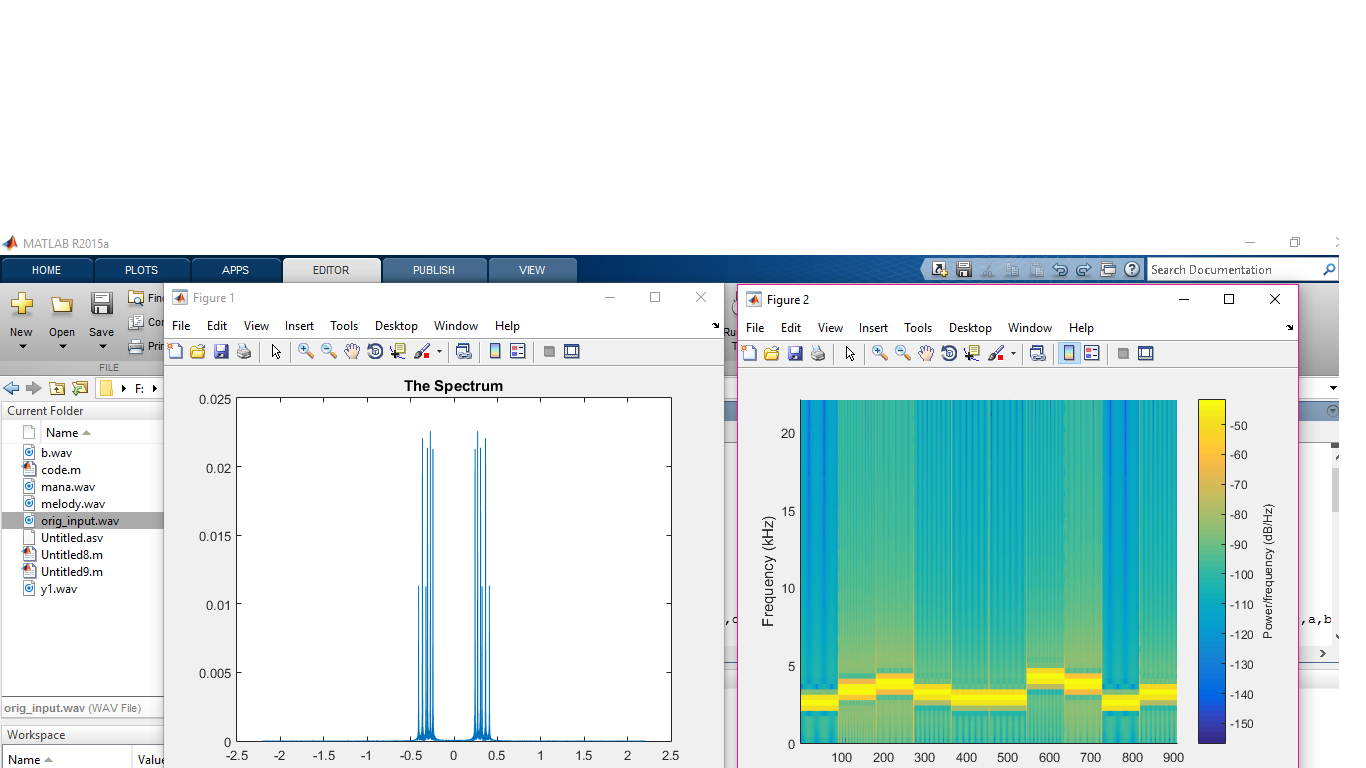 MATLAB R2015a
HOME PLOTS APPS EDITOR PUBLISH VIEW
Search Documentation
New Open Save
FILE
F:
Current Folder
Name
b.wav
code.m
mana.wav
melody.wav
orig_input.wav
Untitled.asv
Untitled8.m
Untitled9.m
y1.wav
orig_input.wav (WAV File)
Workspace
Name Value
Figure 1
File Edit View Insert Tools Desktop Window Help
The Spectrum
0.025
0.02
0.015
0.01
0.005
0
-2.5 -2 -1.5 -1 -0.5 0 0.5 1 1.5 2 2.5
Figure 2
File Edit View Insert Tools Desktop Window Help
Frequency (kHz)
20
15
10
5
0
100 200 300 400 500 600 700 800 900
-50
-60
-70
-80
-90
-100
-110
-120
-130
-140
-150
Power/frequency (dB/Hz)
,a,b